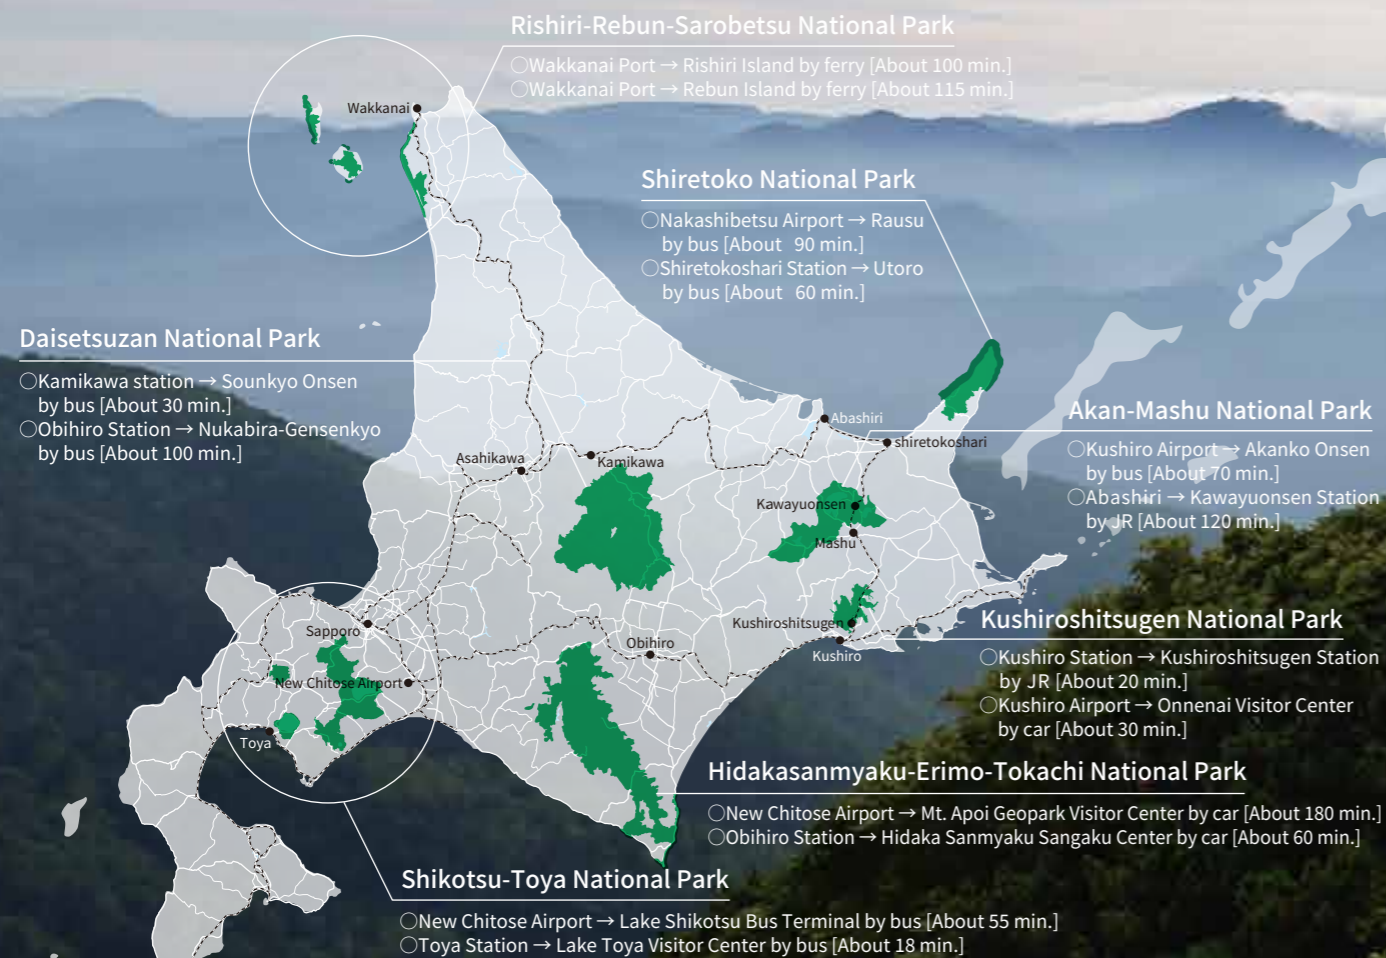 Rishiri-Rebun-Sarobetsu National Park
○Wakkanai Port → Rishiri Island by ferry [About 100 min.]
○Wakkanai Port → Rebun Island by ferry [About 115 min.]
Wakkanai
Shiretoko National Park
○Nakashibetsu Airport → Rausu
by bus [About 90 min.]
○Shiretokoshari Station → Utoro
by bus [About 60 min.]
Daisetsuzan National Park
○Kamikawa station → Sounkyo Onsen
by bus [About 30 min.]
○Obihiro Station → Nukabira-Gensenkyo
by bus [About 100 min.]
Abashiri
shiretokoshari
Asahikawa
Kamikawa
Akan-Mashu National Park
○Kushiro Airport → Akanko Onsen
by bus [About 70 min.]
○Abashiri → Kawayuonsen Station
by JR [About 120 min.]
Kawayuonsen
Mashu
Kushiroshitsugen
Kushiro
Kushiroshitsugen National Park
○Kushiro Station → Kushiroshitsugen Station
by JR [About 20 min.]
○Kushiro Airport → Onnenai Visitor Center
by car [About 30 min.]
Sapporo
Obihiro
New Chitose Airport
Toya
Hidakasanmyaku-Erimo-Tokachi National Park
○New Chitose Airport → Mt. Apoi Geopark Visitor Center by car [About 180 min.]
○Obihiro Station → Hidaka Sanmyaku Sangaku Center by car [About 60 min.]
Shikotsu-Toya National Park
○New Chitose Airport → Lake Shikotsu Bus Terminal by bus [About 55 min.]
○Toya Station → Lake Toya Visitor Center by bus [About 18 min.]